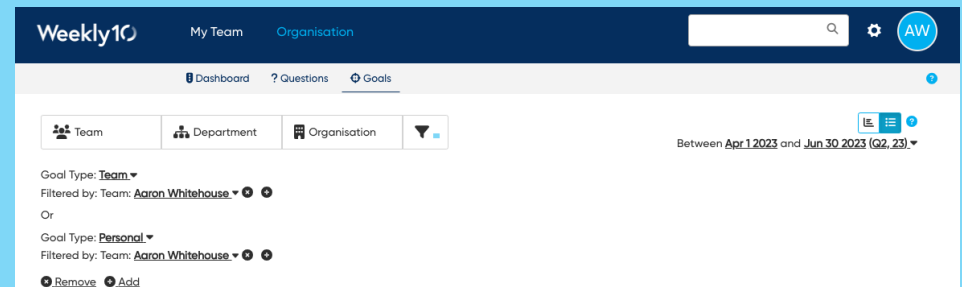 Weekly10 My Team Organisation AW
Dashboard ? Questions Goals ?
Team Department Organisation ?
Between Apr 1 2023 and Jun 30 2023 (Q2, 23)
Goal Type: Team
Filtered by: Team: Aaron Whitehouse
Or
Goal Type: Personal
Filtered by: Team: Aaron Whitehouse
Remove Add